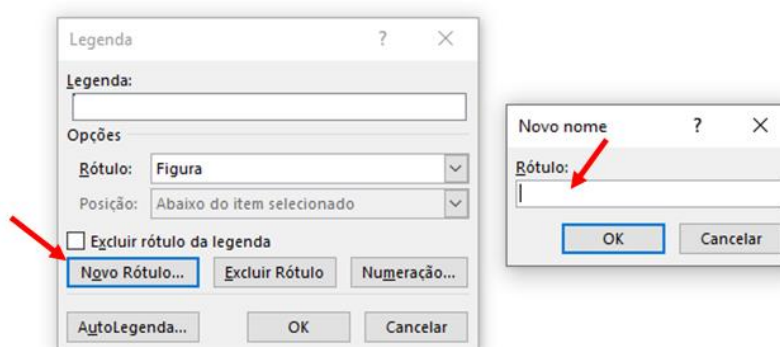 Legenda ? ×
Legenda:
Opções
Rótulo: Figura
Posição: Abaixo do item selecionado
Excluir rótulo da legenda
Novo Rótulo... Excluir Rótulo Numeração...
AutoLegenda... OK Cancelar
Novo nome ? ×
Rótulo:
OK Cancelar